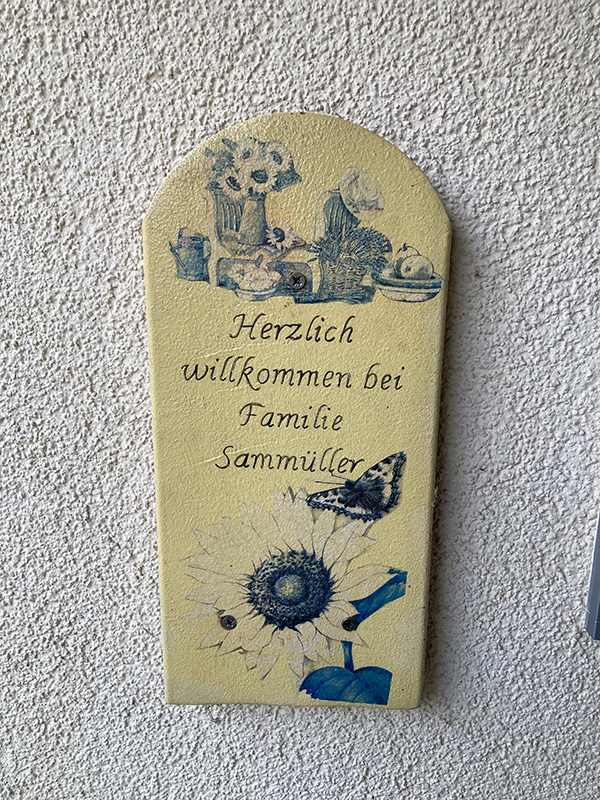 Herzlich
willkommen bei
Familie
Sammüller